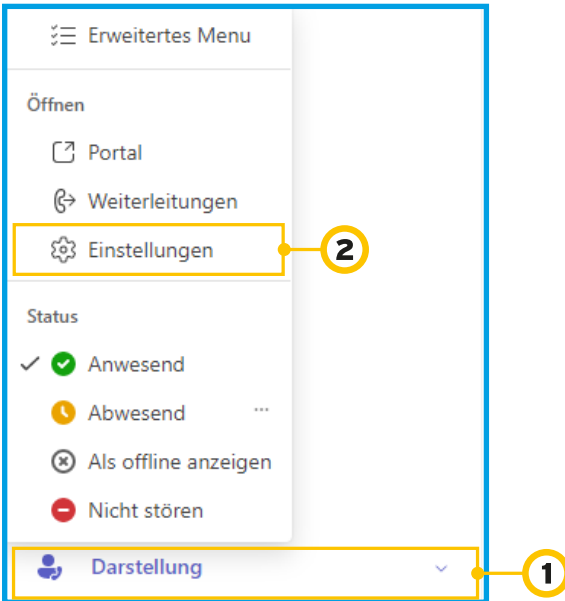 Erweitertes Menu
Öffnen
Portal
Weiterleitungen
Einstellungen
2
Status
Anwesend
Abwesend ...
Als offline anzeigen
Nicht stören
Darstellung
1